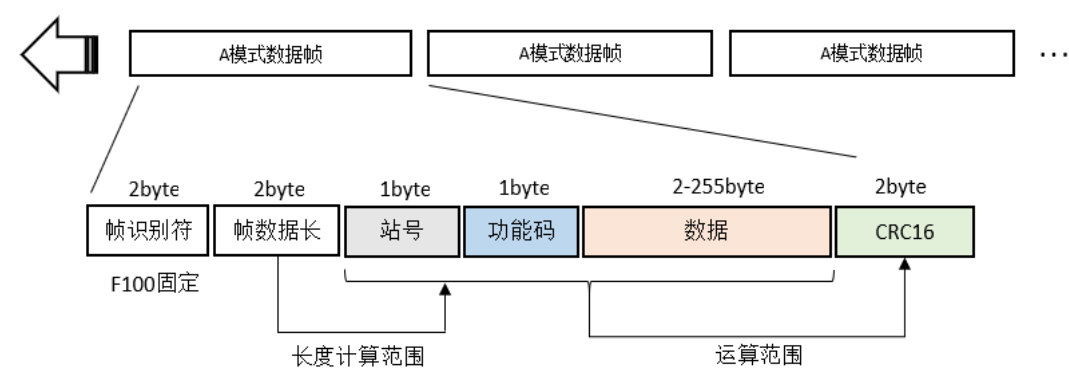 A模式数据帧 A模式数据帧 A模式数据帧 ...
2byte 2byte 1byte 1byte 2-255byte 2byte
帧识别符 帧数据长 站号 功能码 数据 CRC16
F100固定
长度计算范围 运算范围